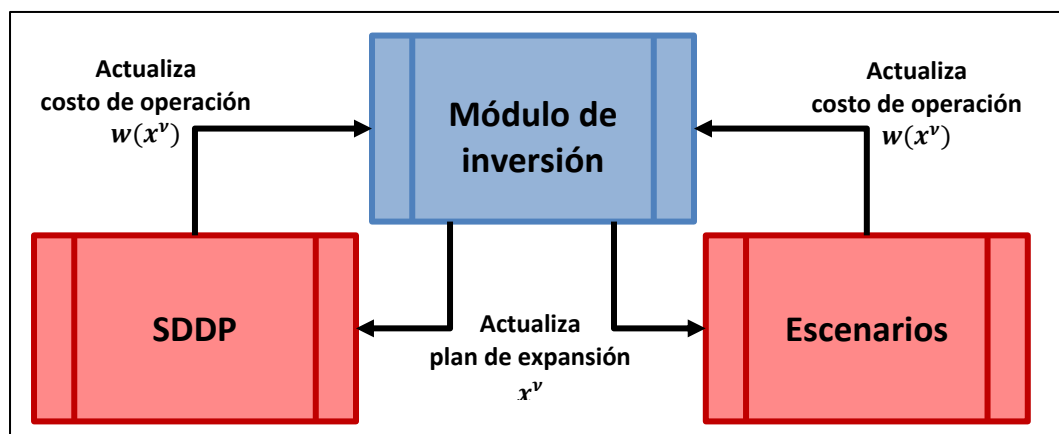 Actualiza
costo de operación
w(x^ν)
Módulo de
inversión
Actualiza
costo de operación
w(x^ν)
SDDP
Actualiza
plan de expansión
x^ν
Escenarios